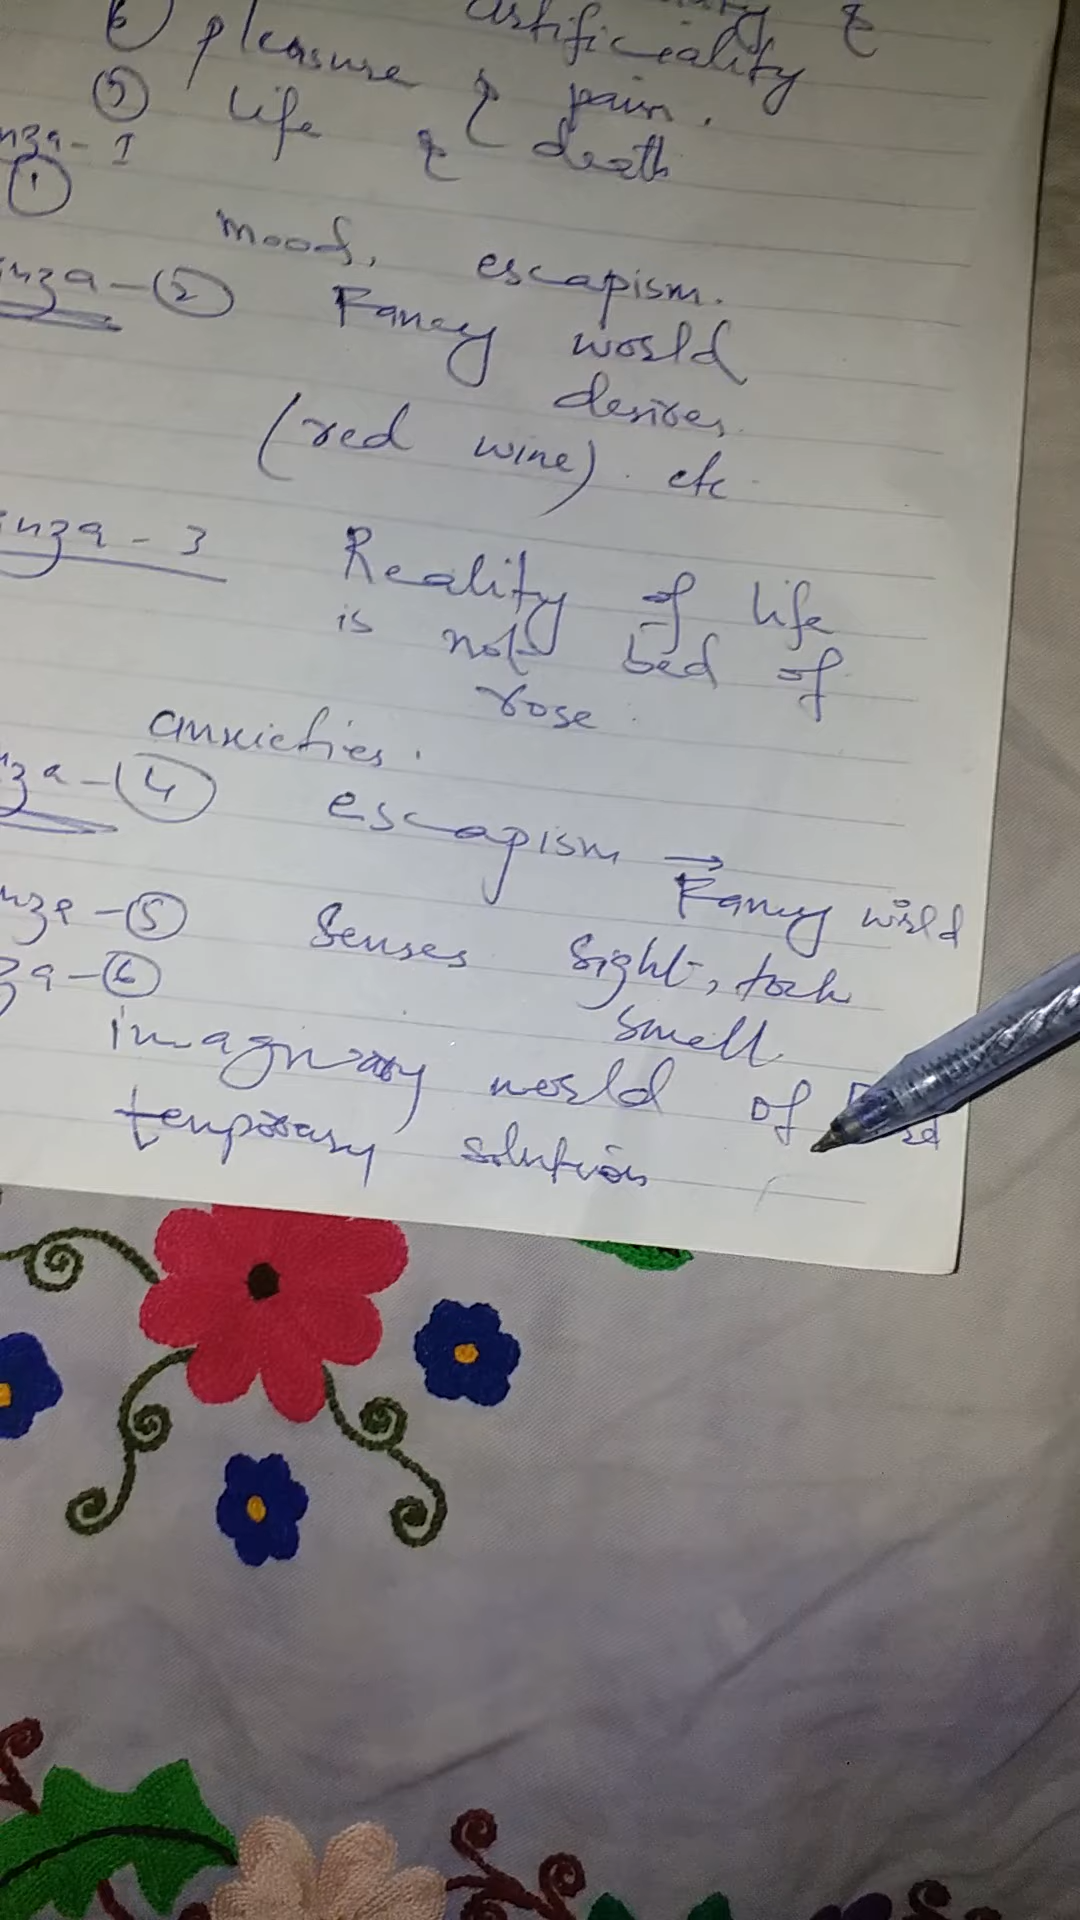 artificiality &
⑥ pleasure & pain.
⑤ life & death
nza - 1
①
mood, escapism.
nza - ② Fancy world
desires
(red wine). etc
nza - 3 Reality of life
is not bed of
rose.
anxieties.
za - ④ escapism → Fancy world
nza - ⑤ Senses Sight,
smell
za - ⑥
imaginary world of
temporary solution